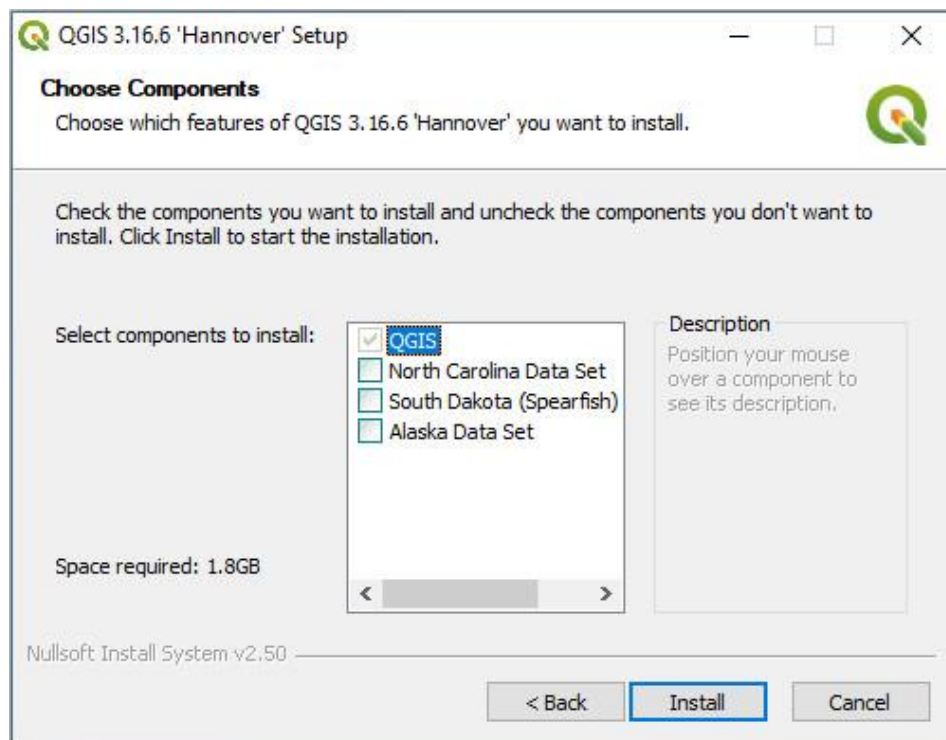 QGIS 3.16.6 'Hannover' Setup
Choose Components
Choose which features of QGIS 3.16.6 'Hannover' you want to install.
Check the components you want to install and uncheck the components you don't want to
install. Click Install to start the installation.
Select components to install:
QGIS
North Carolina Data Set
South Dakota (Spearfish)
Alaska Data Set
Description
Position your mouse
over a component to
see its description.
Space required: 1.8GB
Nullsoft Install System v2.50
< Back
Install
Cancel